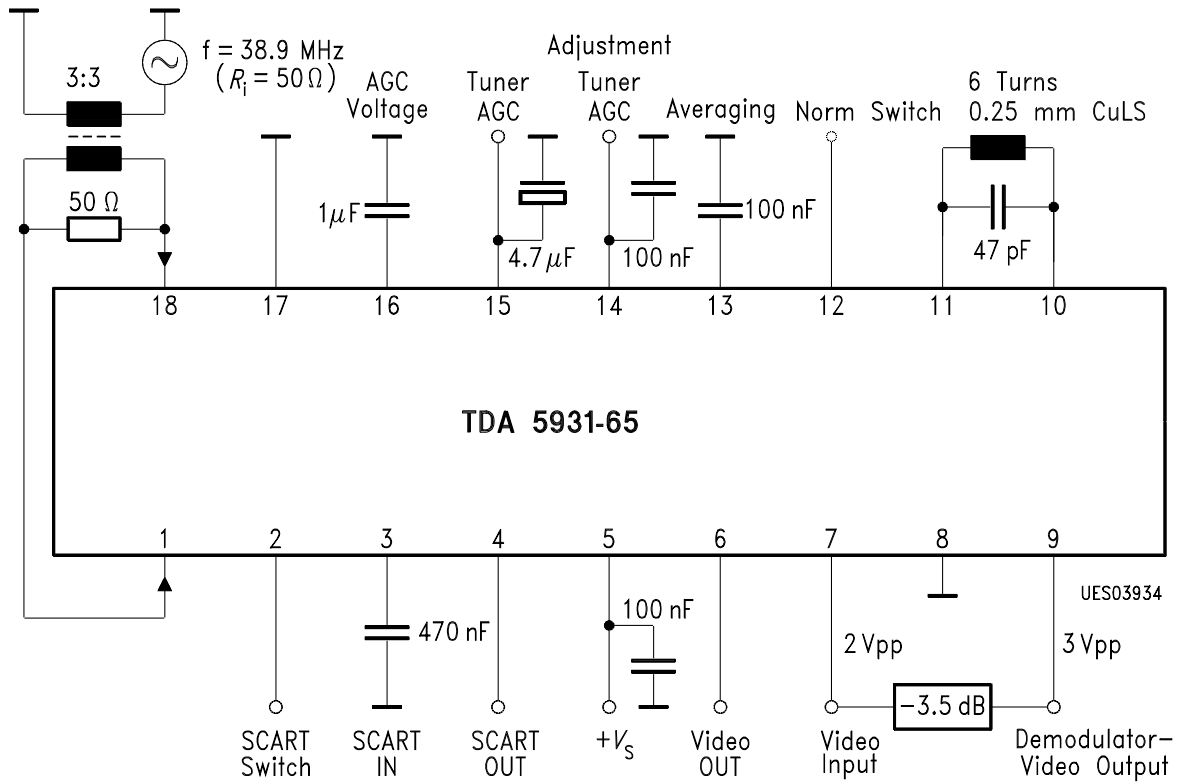 f = 38.9 MHz
(Ri = 50 Ω)
3:3
50 Ω
AGC
Voltage
1µF
Adjustment
Tuner
AGC
4.7 µF
Tuner
AGC
100 nF
Averaging
100 nF
Norm Switch
6 Turns
0.25 mm CuLS
47 pF
18 17 16 15 14 13 12 11 10
TDA 5931-65
1 2 3 4 5 6 7 8 9
UES03934
470 nF
100 nF
2 Vpp
3 Vpp
−3.5 dB
SCART
Switch
SCART
IN
SCART
OUT
+VS
Video
OUT
Video
Input
Demodulator-
Video Output